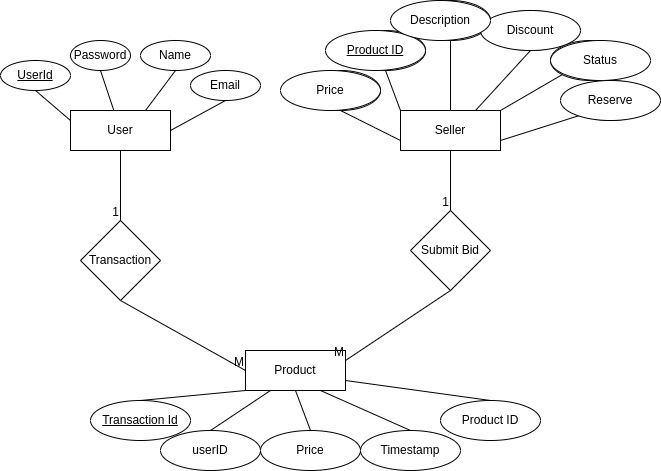 Description
Discount
Product ID
Password
Name
Status
UserId
Email
Price
Reserve
User
Seller
1
1
Transaction
Submit Bid
M
M
Product
Transaction Id
Product ID
userID
Price
Timestamp